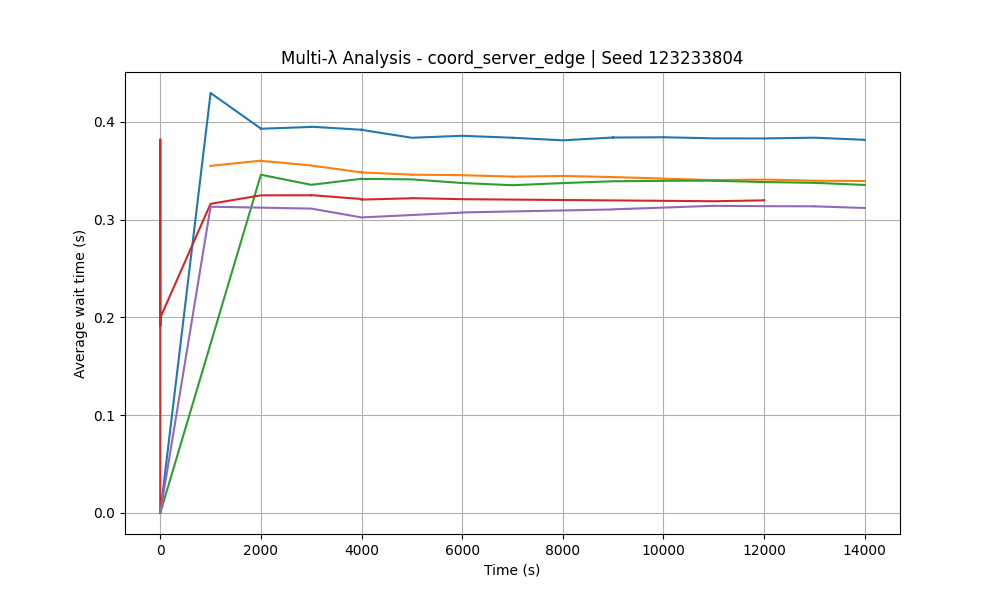 Multi-λ Analysis - coord_server_edge | Seed 123233804
0.4
0.3
0.2
0.1
0.0
Average wait time (s)
0 2000 4000 6000 8000 10000 12000 14000
Time (s)